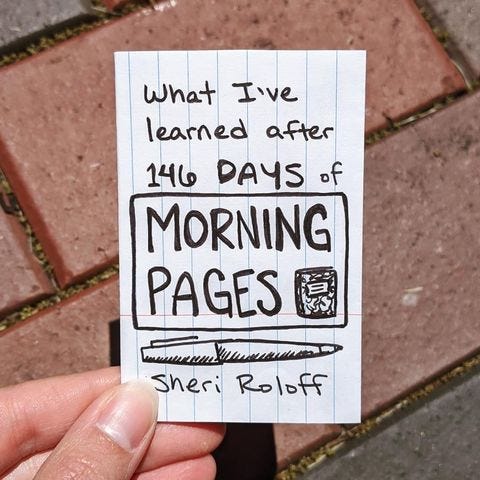 What I've
learned after
146 DAYS of
MORNING
PAGES
Sheri Roloff